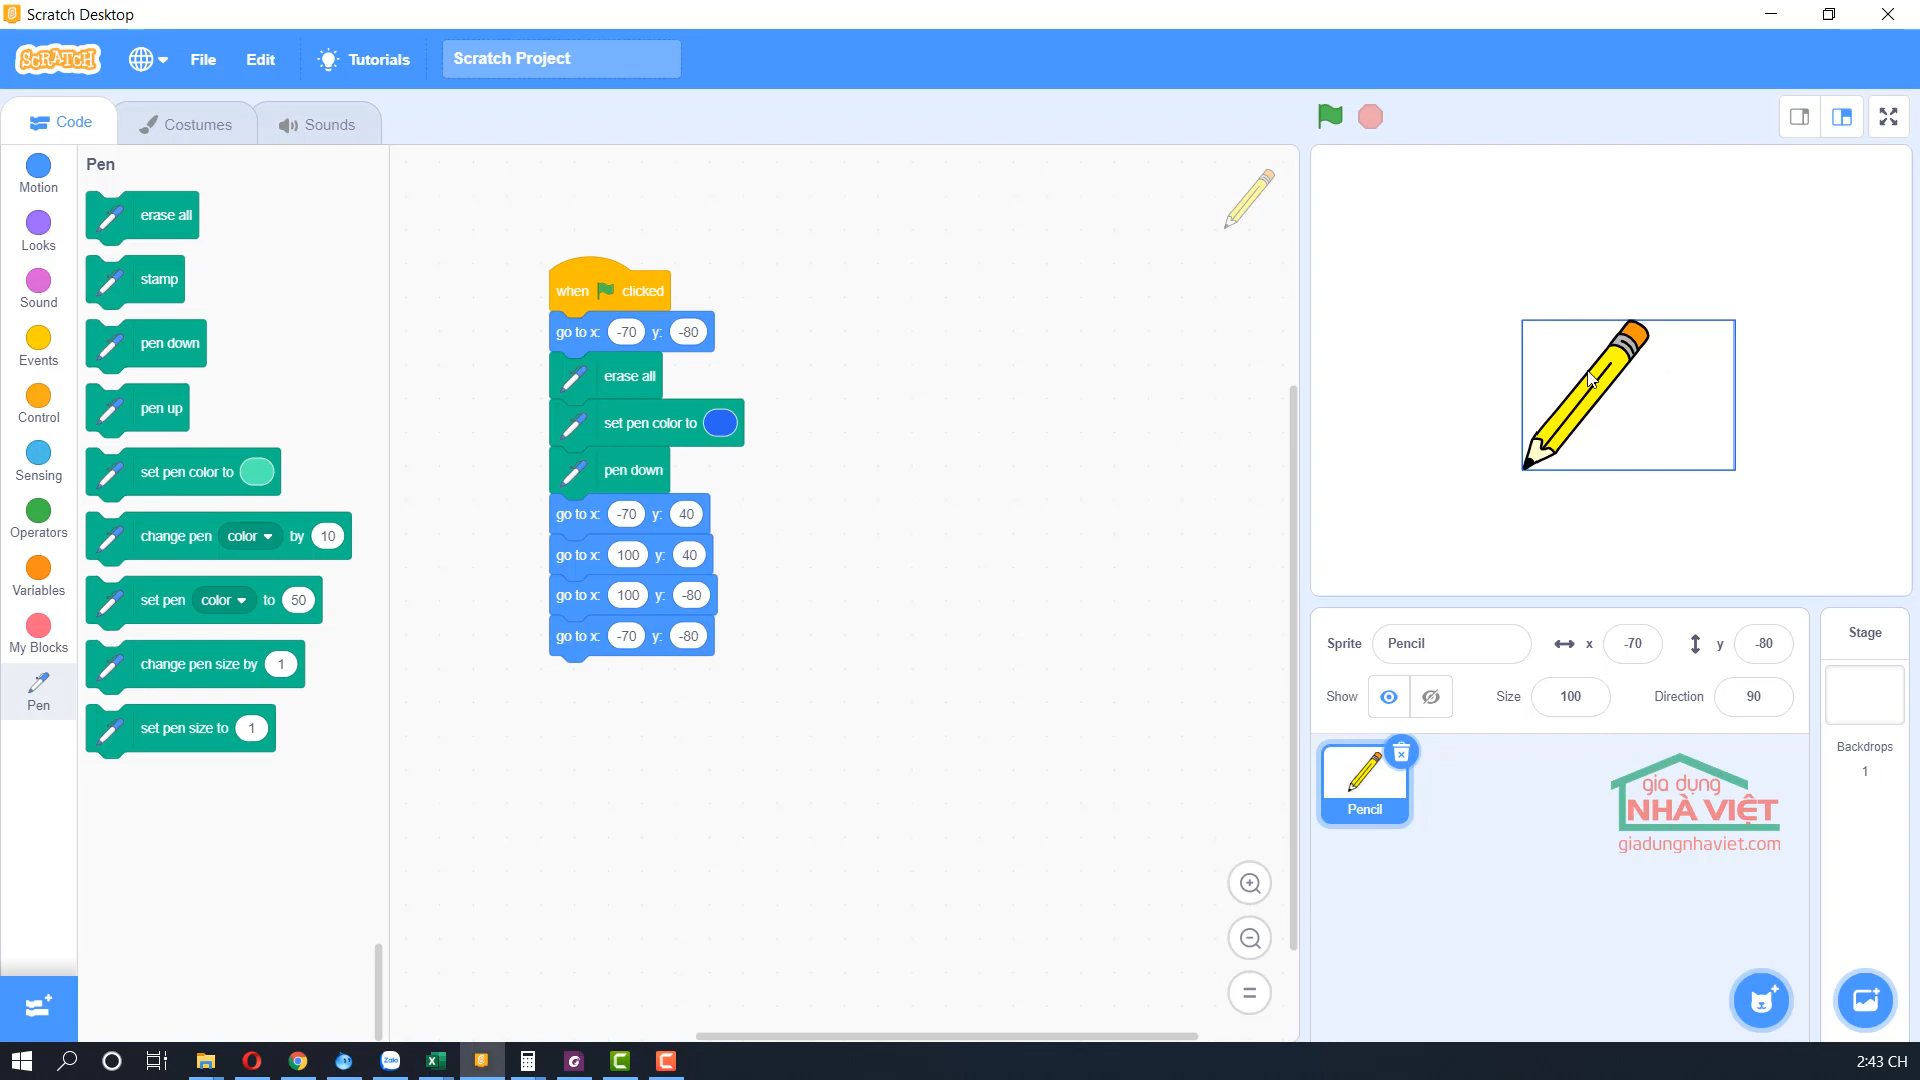 Scratch Desktop
SCRATCH
File
Edit
Tutorials
Scratch Project
Code
Costumes
Sounds
Motion
Looks
Sound
Events
Control
Sensing
Operators
Variables
My Blocks
Pen
Pen
erase all
stamp
pen down
pen up
set pen color to
change pen color by 10
set pen color to 50
change pen size by 1
set pen size to 1
when clicked
go to x: -70 y: -80
erase all
set pen color to
pen down
go to x: -70 y: 40
go to x: 100 y: 40
go to x: 100 y: -80
go to x: -70 y: -80
Sprite Pencil x -70 y -80
Show Size 100 Direction 90
Pencil
Stage
Backdrops
1
gia dụng
NHÀ VIỆT
giadungnhaviet.com
Zalo
2:43 CH